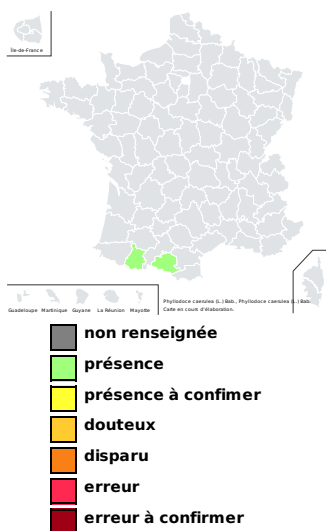 Île-de-France
Phyllodoce caerulea (L.) Bab., Phyllodoce caerulea (L.) Bab.
Carte en cours d'élaboration.
Guadeloupe Martinique Guyane La Réunion Mayotte
non renseignée
présence
présence à confimer
douteux
disparu
erreur
erreur à confirmer